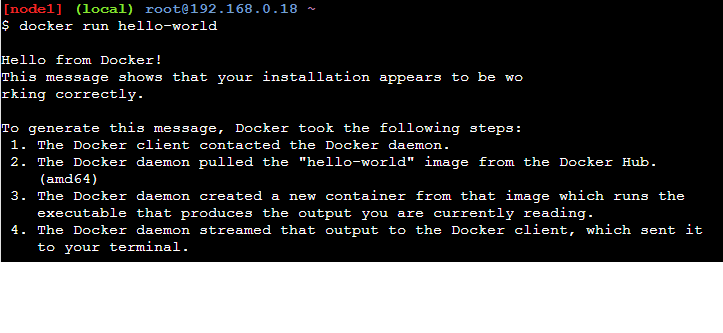 [node1] (local) root@192.168.0.18 ~
$ docker run hello-world
Hello from Docker!
This message shows that your installation appears to be wo
rking correctly.
To generate this message, Docker took the following steps:
1. The Docker client contacted the Docker daemon.
2. The Docker daemon pulled the "hello-world" image from the Docker Hub.
(amd64)
3. The Docker daemon created a new container from that image which runs the
executable that produces the output you are currently reading.
4. The Docker daemon streamed that output to the Docker client, which sent it
to your terminal.